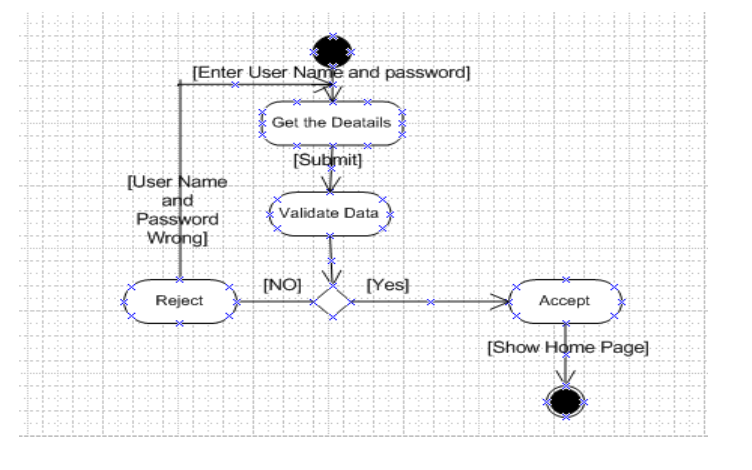 [Enter User Name and password]
Get the Deatails
[Submit]
[User Name
and
Password
Wrong]
Validate Data
[NO]
[Yes]
Reject
Accept
[Show Home Page]